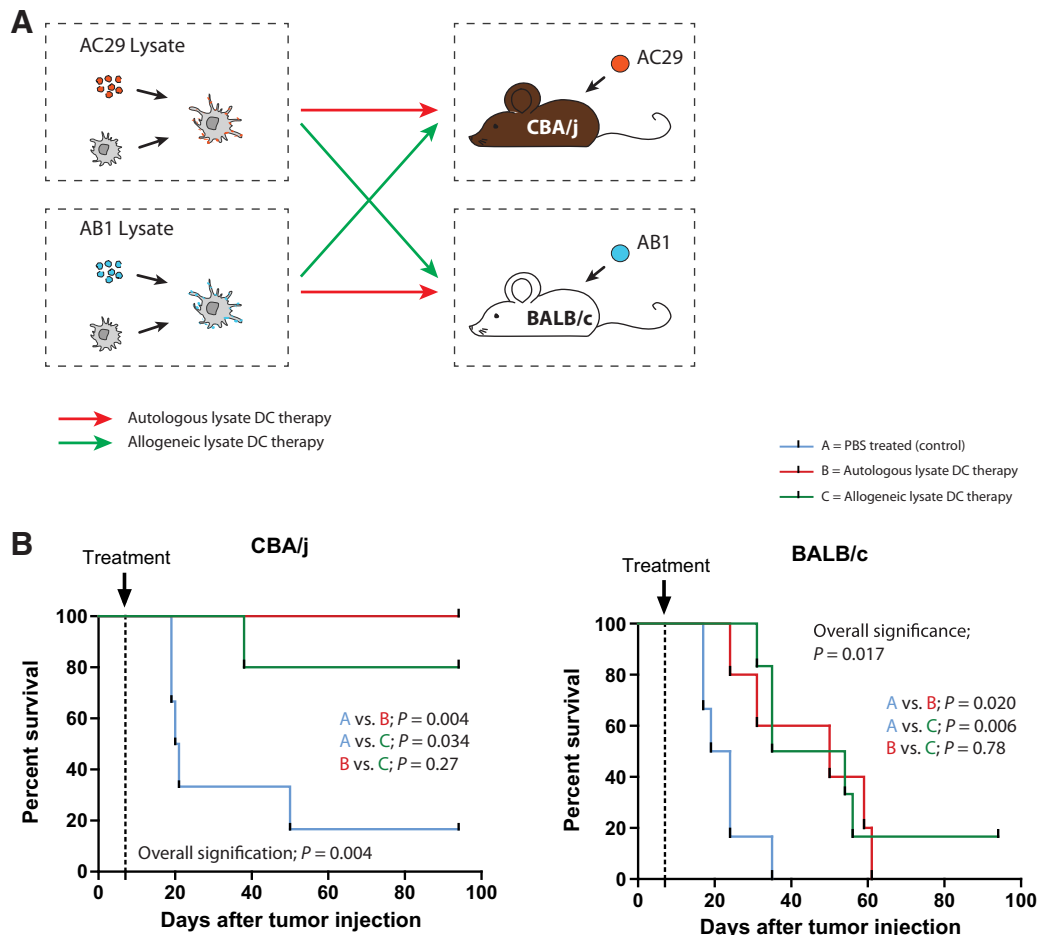 A
AC29 Lysate
AC29
CBA/j
AB1 Lysate
AB1
BALB/c
Autologous lysate DC therapy
Allogeneic lysate DC therapy
A = PBS treated (control)
B = Autologous lysate DC therapy
C = Allogeneic lysate DC therapy
B
CBA/j
Treatment
100
80
60
40
20
0
Percent survival
A vs. B; P = 0.004
A vs. C; P = 0.034
B vs. C; P = 0.27
Overall signification; P = 0.004
0 20 40 60 80 100
Days after tumor injection
BALB/c
Treatment
100
80
60
40
20
0
Percent survival
Overall significance;
P = 0.017
A vs. B; P = 0.020
A vs. C; P = 0.006
B vs. C; P = 0.78
0 20 40 60 80 100
Days after tumor injection